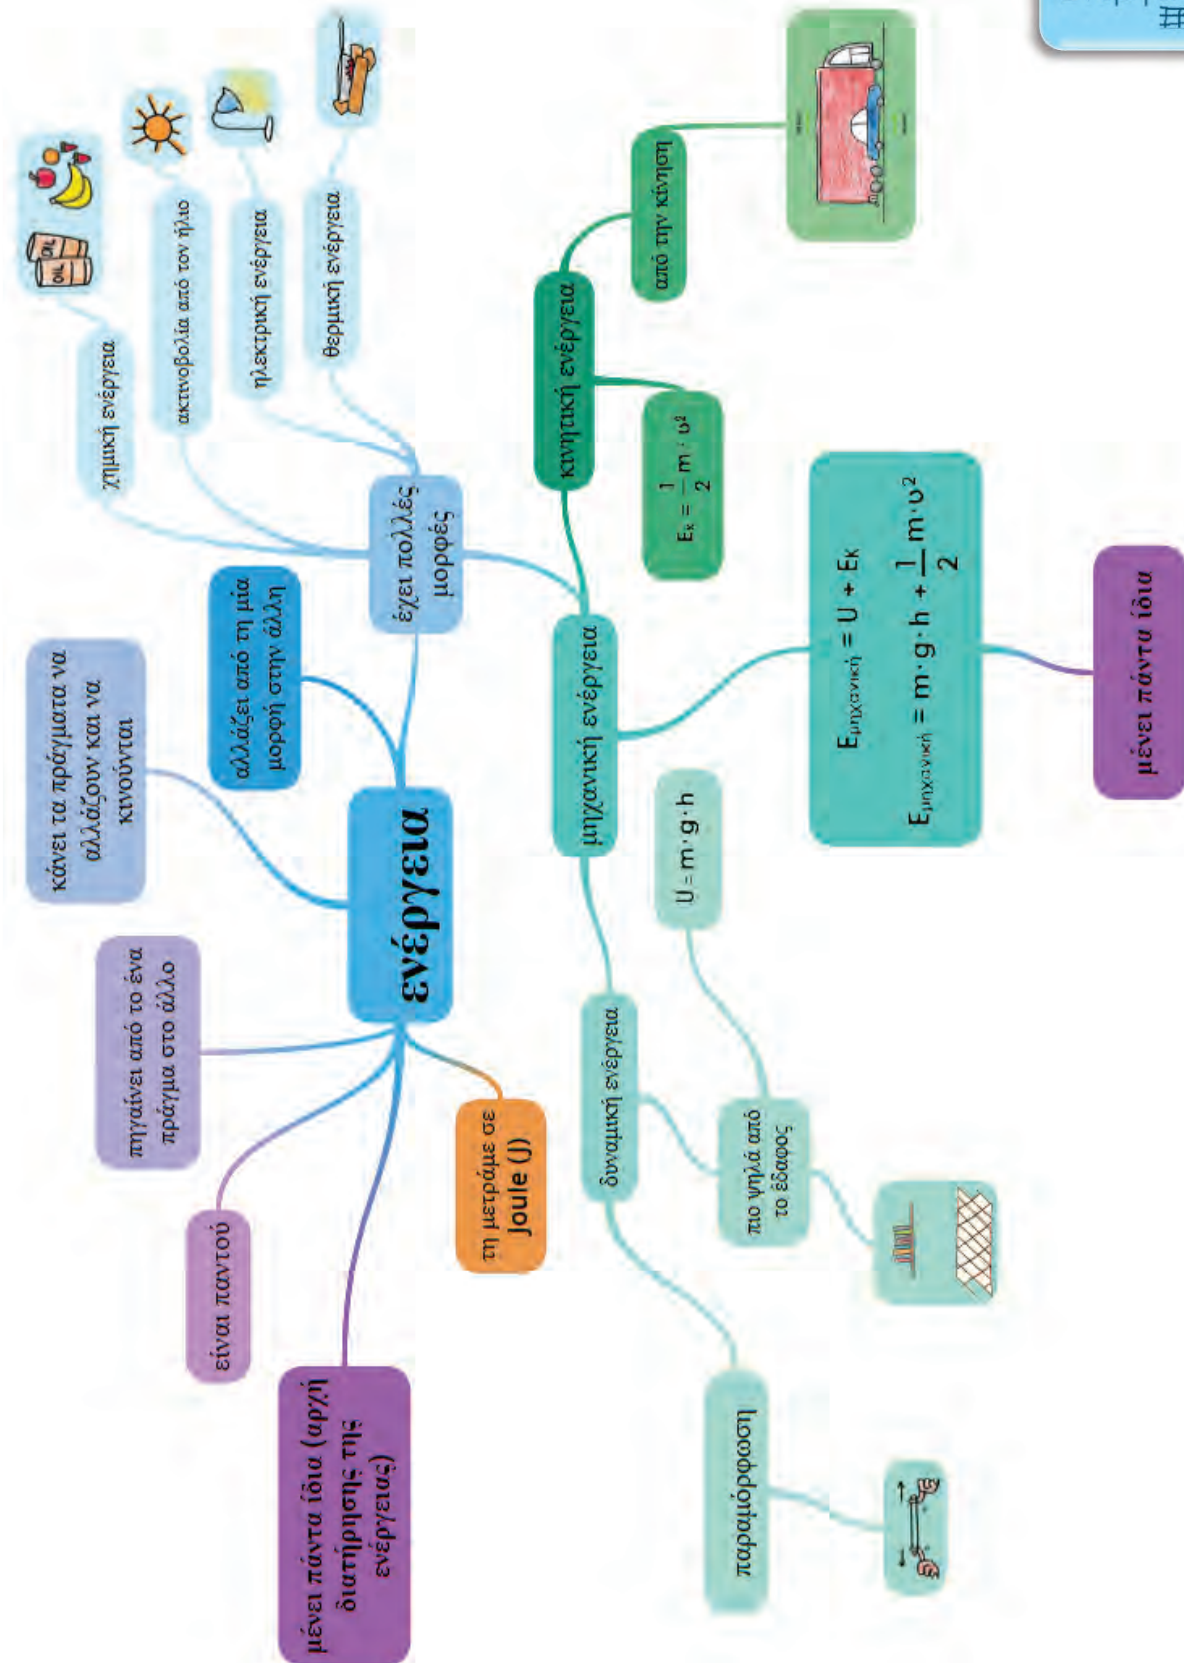 ενέργεια
μένει πάντα ίδια (αρχή
διατήρησης της
ενέργειας)
είναι παντού
πηγαίνει από το ένα
πράγμα στο άλλο
κάνει τα πράγματα να
αλλάζουν και να
κινούνται
αλλάζει από τη μία
μορφή στην άλλη
τη μετράμε σε
Joule (J)
έχει πολλές
μορφές
χημική ενέργεια
OIL
OIL
ακτινοβολία από τον ήλιο
ηλεκτρική ενέργεια
θερμική ενέργεια
μηχανική ενέργεια
δυναμική ενέργεια
παραμόρφωση
πιο ψηλά από
το έδαφος
U = m · g · h
κινητική ενέργεια
Eκ = 1/2 m · υ²
από την κίνηση
Eμηχανική = U + Eκ
Eμηχανική = m · g · h + 1/2 m · υ²
μένει πάντα ίδια